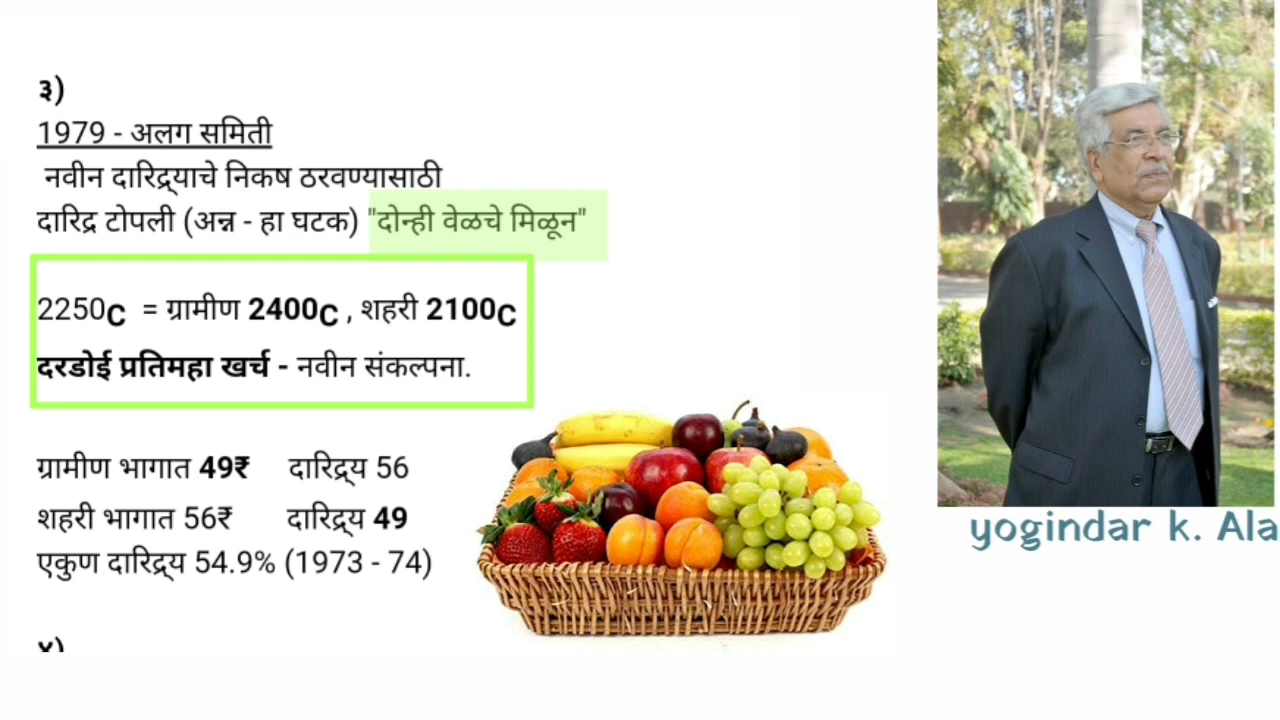 ३)
1979 - अलग समिती
नवीन दारिद्र्याचे निकष ठरवण्यासाठी
दारिद्र टोपली (अन्न - हा घटक) "दोन्ही वेळचे मिळून"
2250C = ग्रामीण 2400C , शहरी 2100C
दरडोई प्रतिमहा खर्च - नवीन संकल्पना.
ग्रामीण भागात 49₹ दारिद्र्य 56
शहरी भागात 56₹ दारिद्र्य 49
एकुण दारिद्र्य 54.9% (1973 - 74)
yogindar k. Ala